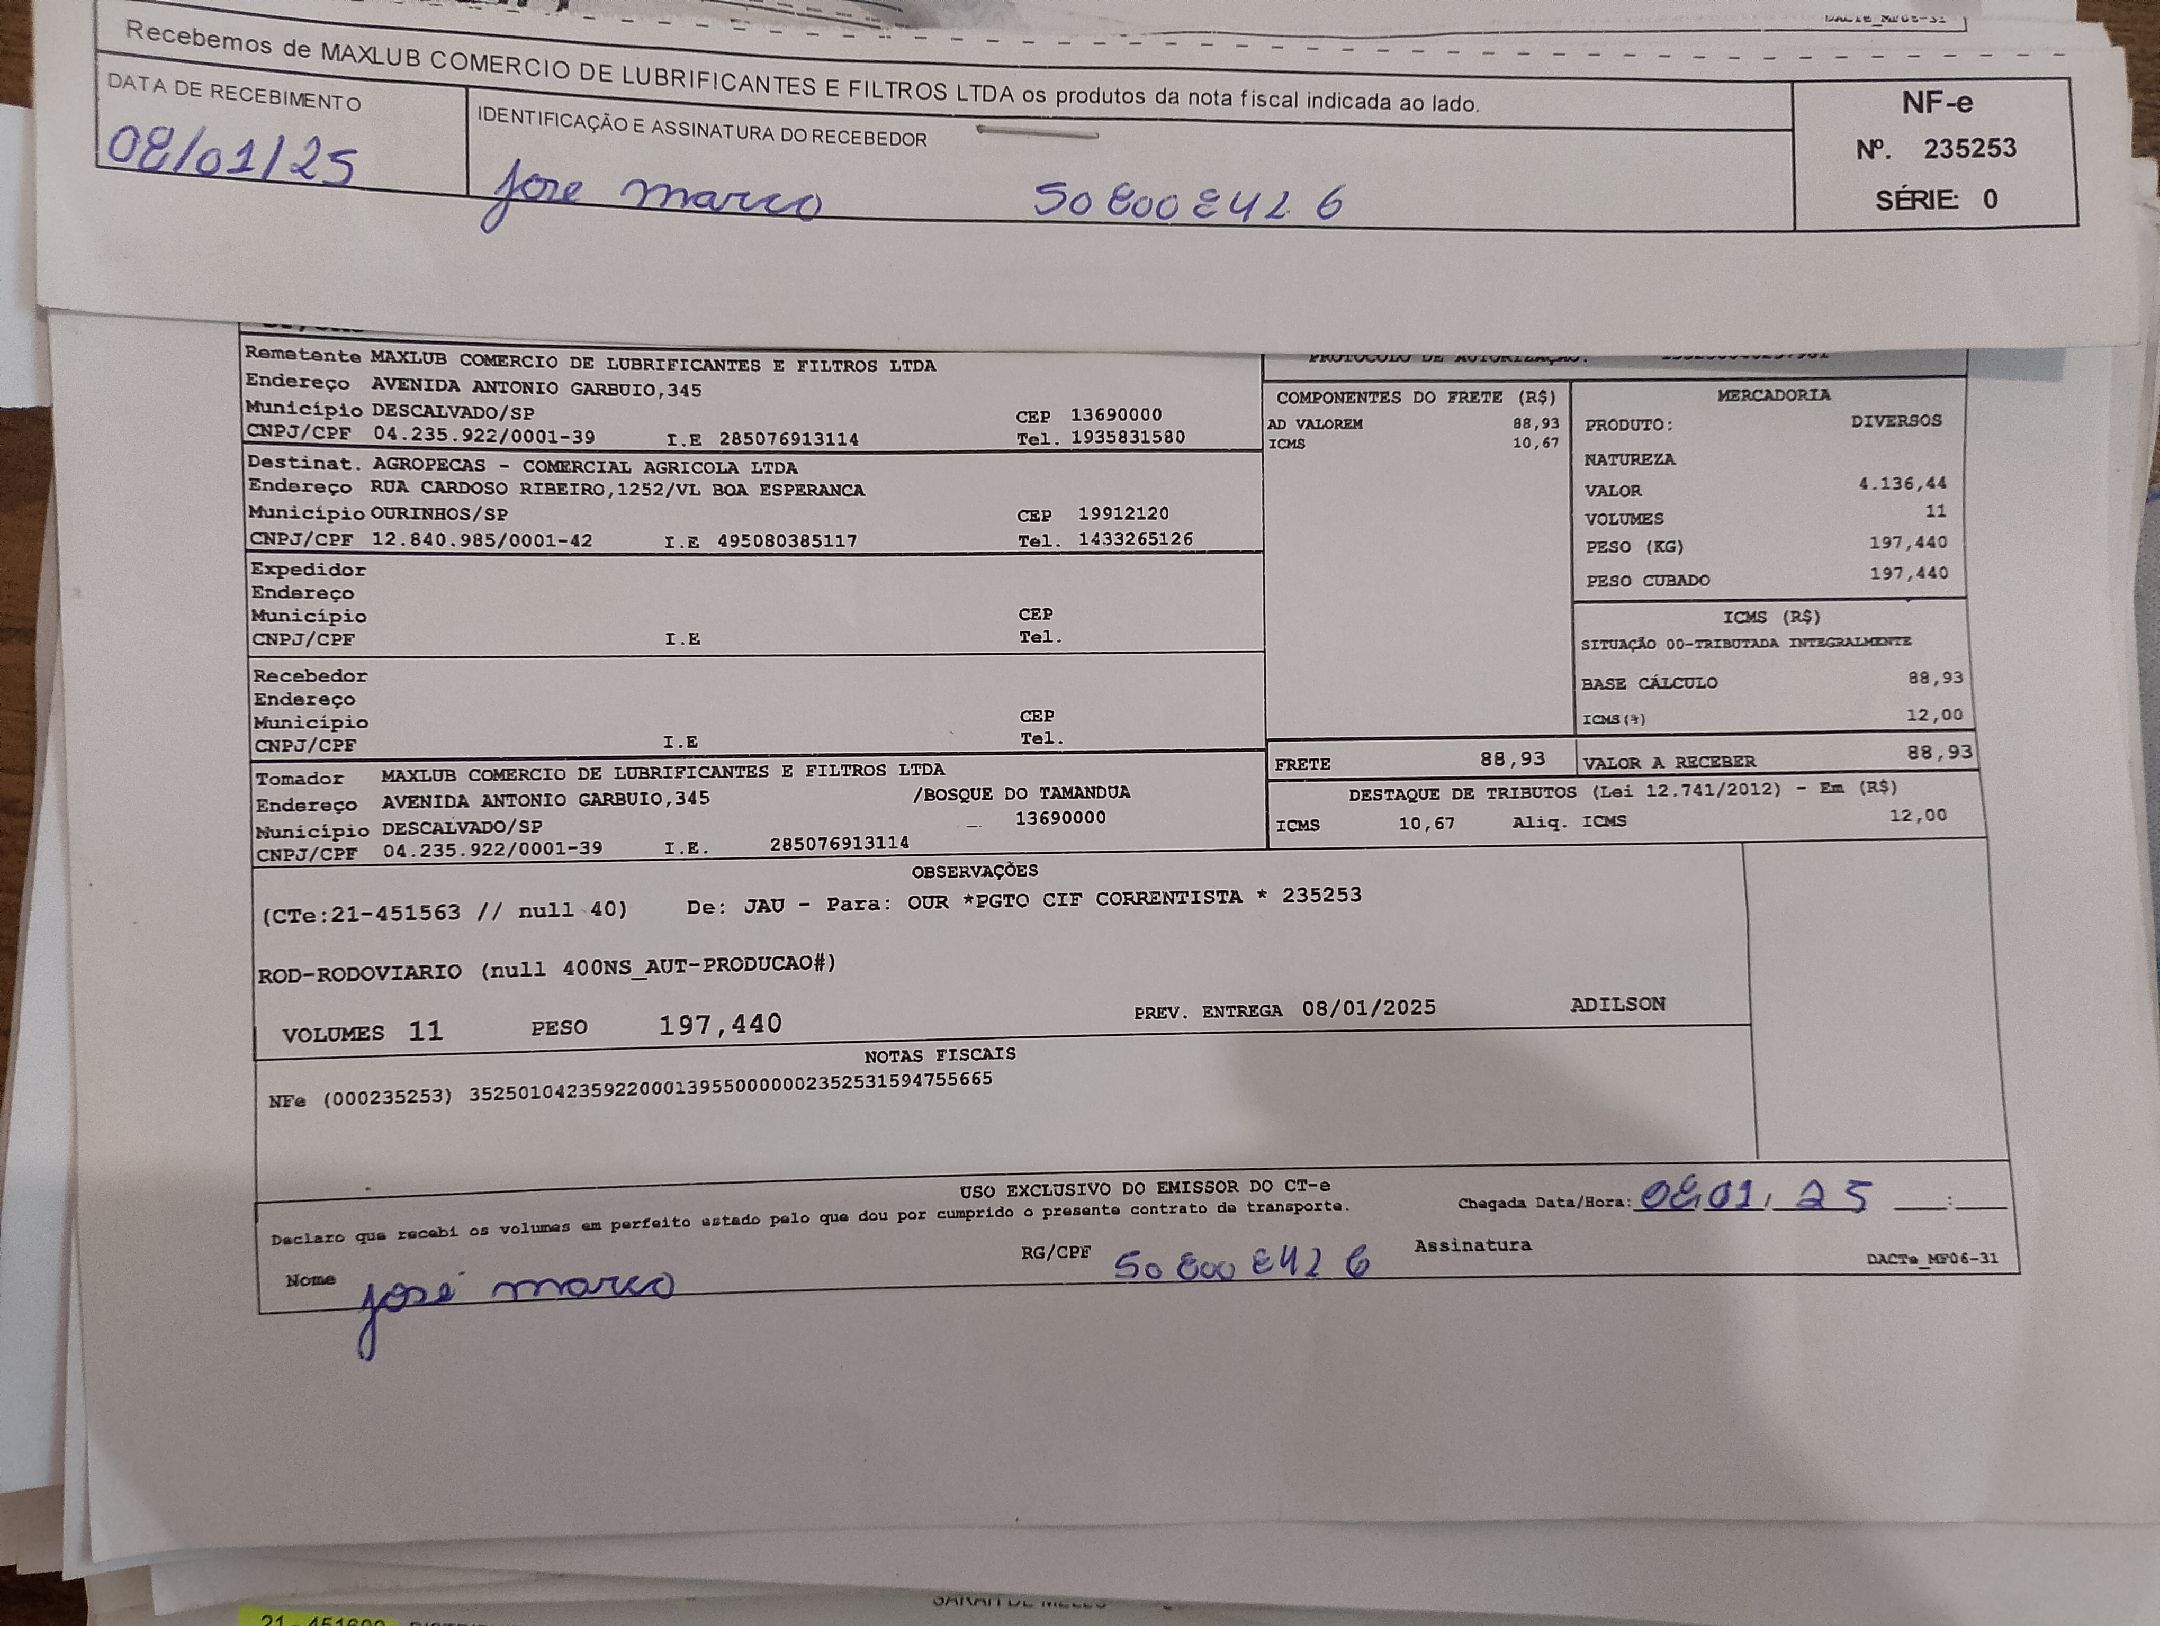 DACTe_MF06-31
Recebemos de MAXLUB COMERCIO DE LUBRIFICANTES E FILTROS LTDA os produtos da nota fiscal indicada ao lado.
DATA DE RECEBIMENTO
08/01/25
IDENTIFICAÇÃO E ASSINATURA DO RECEBEDOR
jose marco 508008426
NF-e
Nº. 235253
SÉRIE: 0
Remetente MAXLUB COMERCIO DE LUBRIFICANTES E FILTROS LTDA
Endereço AVENIDA ANTONIO GARBUIO,345
Município DESCALVADO/SP CEP 13690000
CNPJ/CPF 04.235.922/0001-39 I.E 285076913114 Tel. 1935831580
Destinat. AGROPECAS - COMERCIAL AGRICOLA LTDA
Endereço RUA CARDOSO RIBEIRO,1252/VL BOA ESPERANCA
Município OURINHOS/SP CEP 19912120
CNPJ/CPF 12.840.985/0001-42 I.E 495080385117 Tel. 1433265126
Expedidor
Endereço
Município CEP
CNPJ/CPF I.E Tel.
Recebedor
Endereço
Município CEP
CNPJ/CPF I.E Tel.
Tomador MAXLUB COMERCIO DE LUBRIFICANTES E FILTROS LTDA
Endereço AVENIDA ANTONIO GARBUIO,345 /BOSQUE DO TAMANDUA
Município DESCALVADO/SP 13690000
CNPJ/CPF 04.235.922/0001-39 I.E. 285076913114
PROTOCOLO DE AUTORIZAÇÃO:
COMPONENTES DO FRETE (R$)
AD VALOREM 88,93
ICMS 10,67
MERCADORIA
PRODUTO: DIVERSOS
NATUREZA
VALOR 4.136,44
VOLUMES 11
PESO (KG) 197,440
PESO CUBADO 197,440
ICMS (R$)
SITUAÇÃO 00-TRIBUTADA INTEGRALMENTE
BASE CÁLCULO 88,93
ICMS(%) 12,00
FRETE 88,93 VALOR A RECEBER 88,93
DESTAQUE DE TRIBUTOS (Lei 12.741/2012) - Em (R$)
ICMS 10,67 Aliq. ICMS 12,00
OBSERVAÇÕES
(CTe:21-451563 // null 40) De: JAU - Para: OUR *PGTO CIF CORRENTISTA * 235253
ROD-RODOVIARIO (null 400NS_AUT-PRODUCAO#)
VOLUMES 11 PESO 197,440 PREV. ENTREGA 08/01/2025 ADILSON
NOTAS FISCAIS
NFe (000235253) 35250104235922000139550000002352531594755665
USO EXCLUSIVO DO EMISSOR DO CT-e
Declaro que recebi os volumes em perfeito estado pelo que dou por cumprido o presente contrato de transporte.
Chegada Data/Hora: 08/01/25 :
Nome josé marco RG/CPF 508008426 Assinatura
DACTe_MF06-31